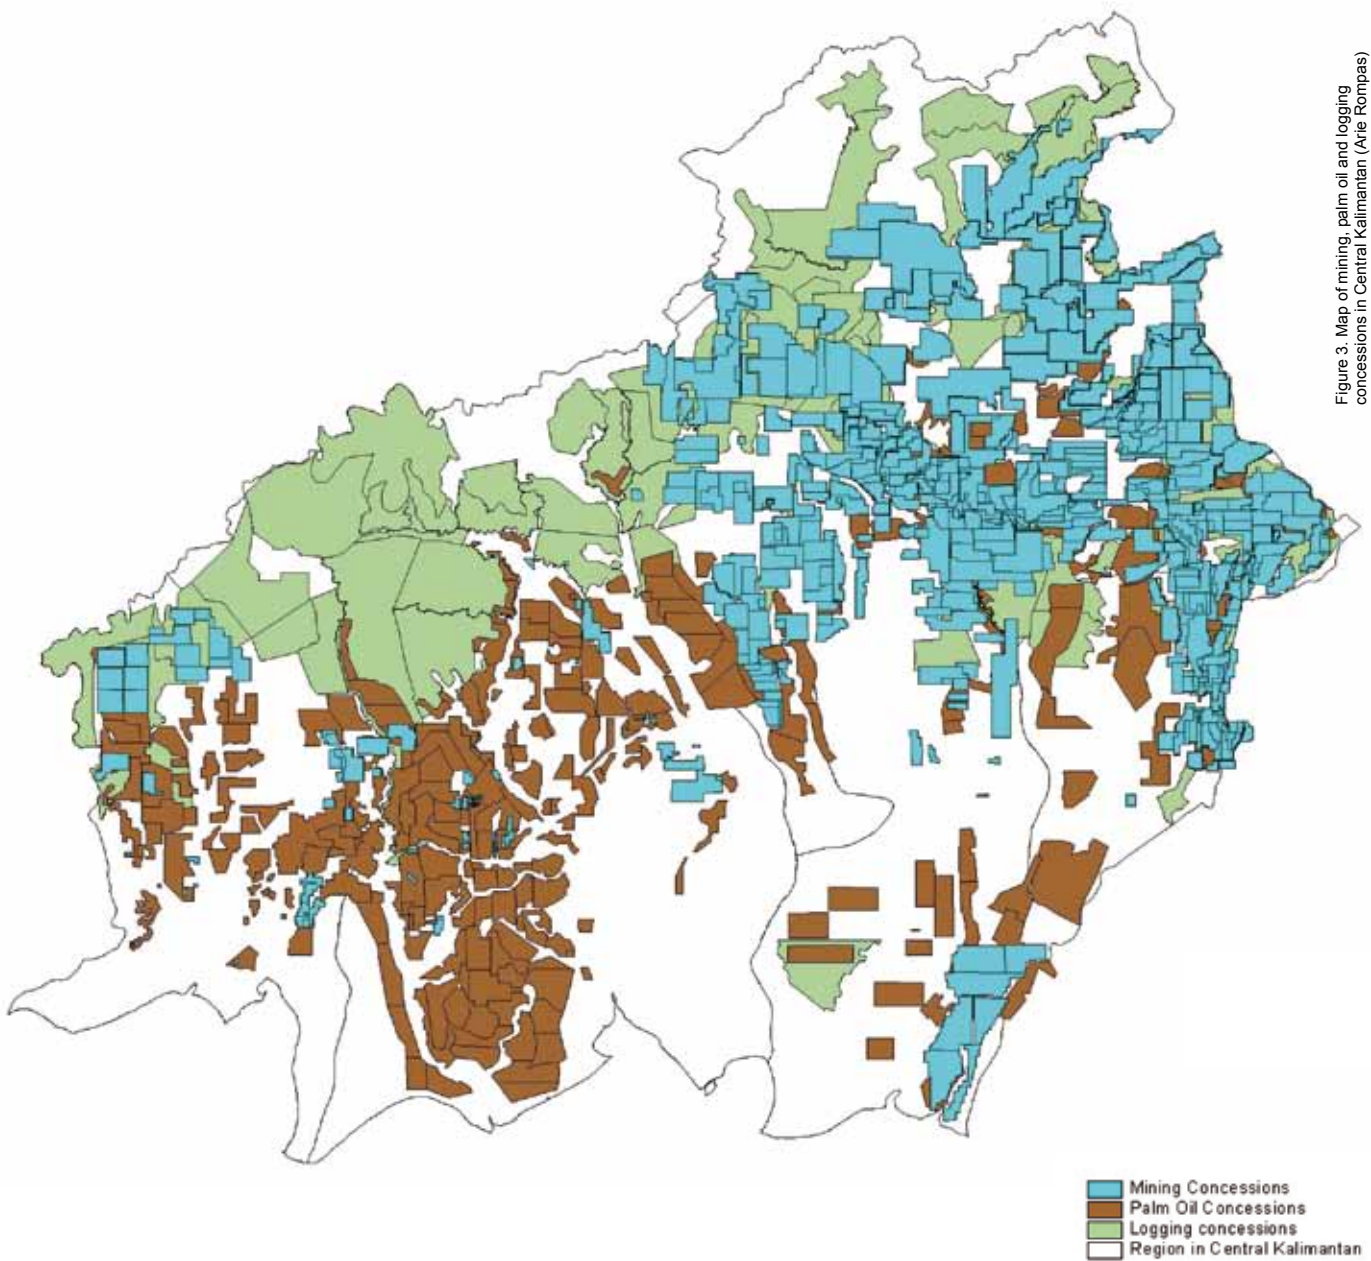 Figure 3. Map of mining, palm oil and logging
concessions in Central Kalimantan (Arie Rompas)
Mining Concessions
Palm Oil Concessions
Logging concessions
Region in Central Kalimantan